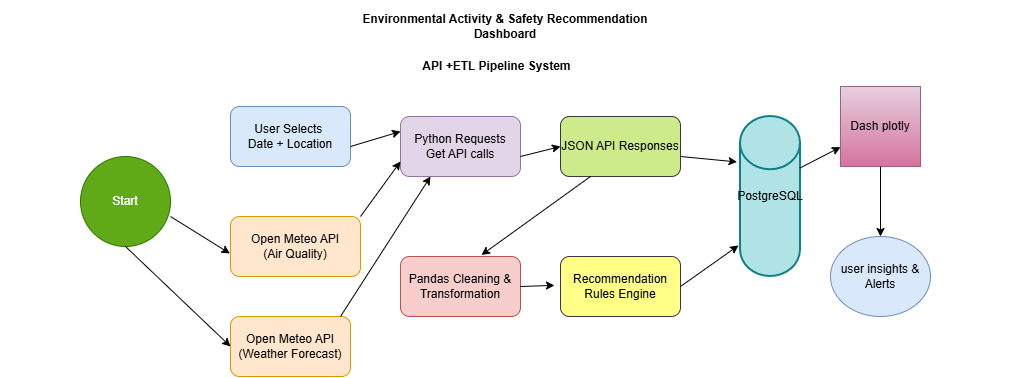 Environmental Activity & Safety Recommendation
Dashboard
API +ETL Pipeline System
Start
User Selects
Date + Location
Open Meteo API
(Air Quality)
Open Meteo API
(Weather Forecast)
Python Requests
Get API calls
JSON API Responses
Pandas Cleaning &
Transformation
Recommendation
Rules Engine
PostgreSQL
Dash plotly
user insights &
Alerts